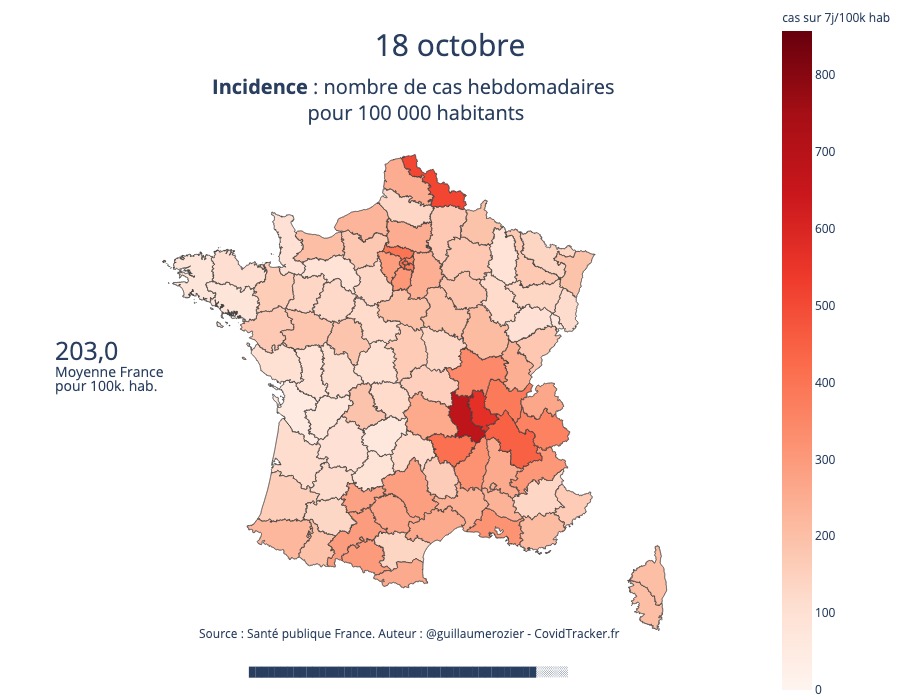 cas sur 7j/100k hab
18 octobre
Incidence : nombre de cas hebdomadaires
pour 100 000 habitants
800
700
600
500
400
300
200
100
0
203,0
Moyenne France
pour 100k. hab.
Source : Santé publique France. Auteur : @guillaumerozier - CovidTracker.fr